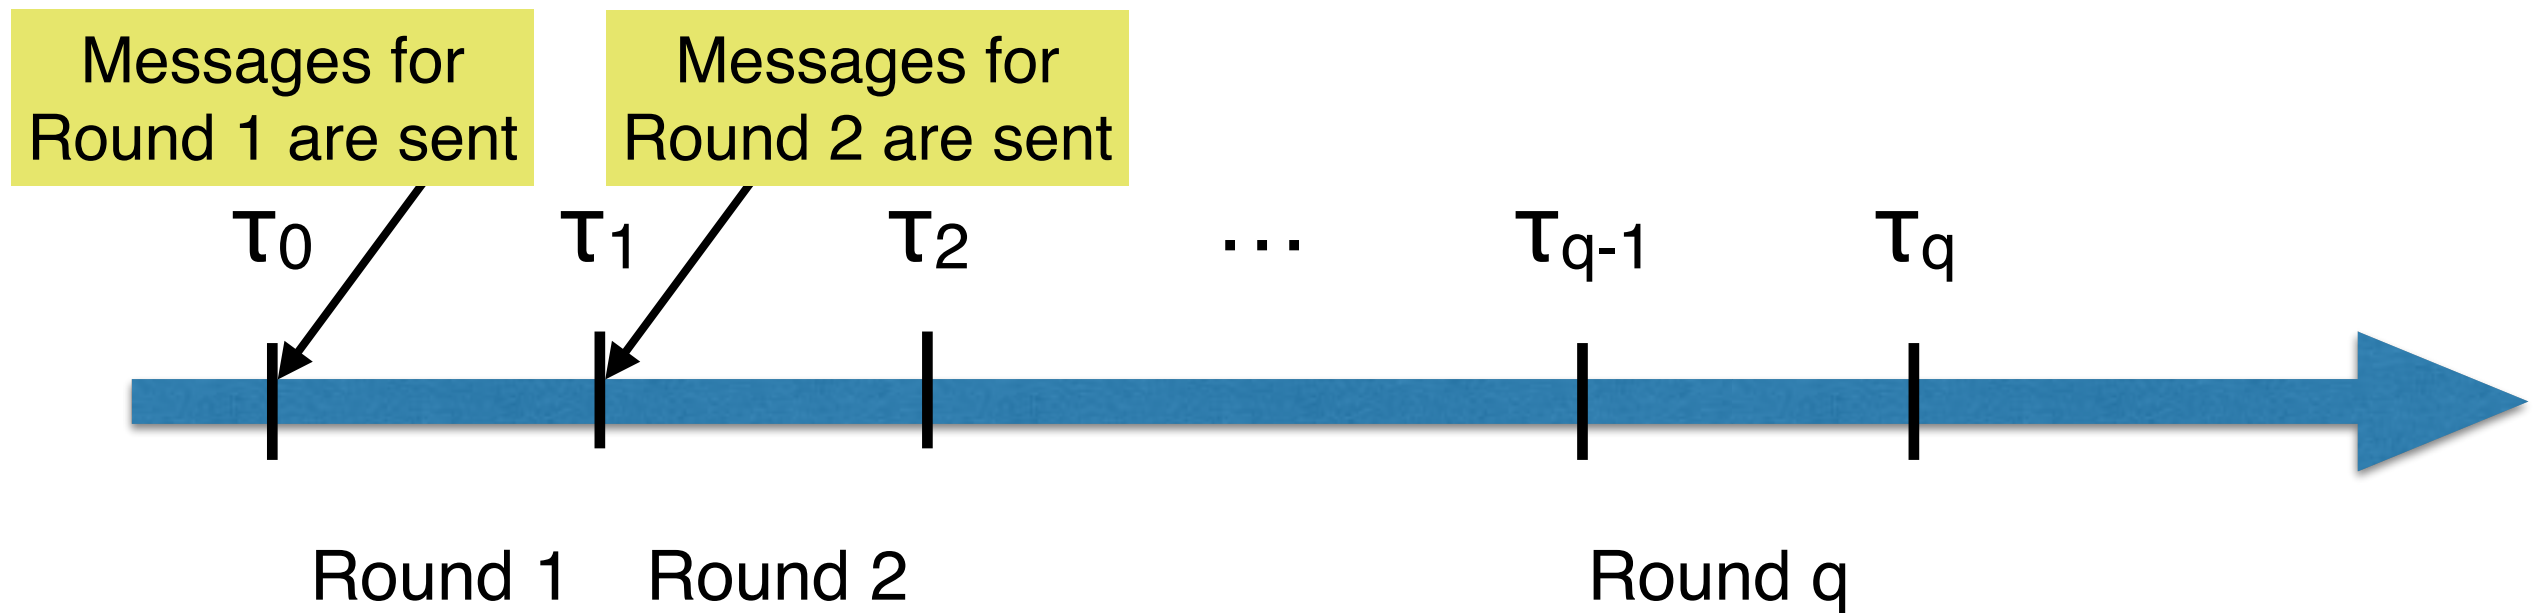 Messages for
Round 1 are sent
Messages for
Round 2 are sent
τ0 τ1 τ2 ... τq-1 τq
Round 1 Round 2 Round q